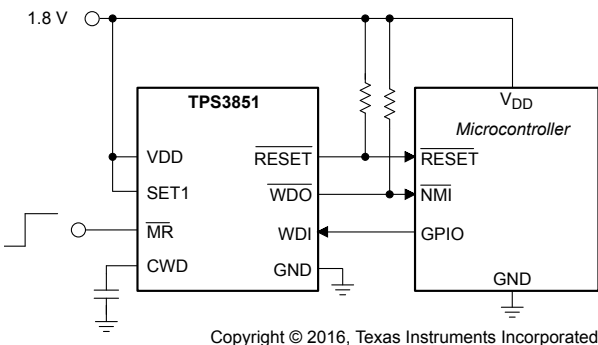 1.8 V
TPS3851
VDD
SET1
MR
CWD
RESET
WDO
WDI
GND
VDD
Microcontroller
RESET
NMI
GPIO
GND
Copyright © 2016, Texas Instruments Incorporated